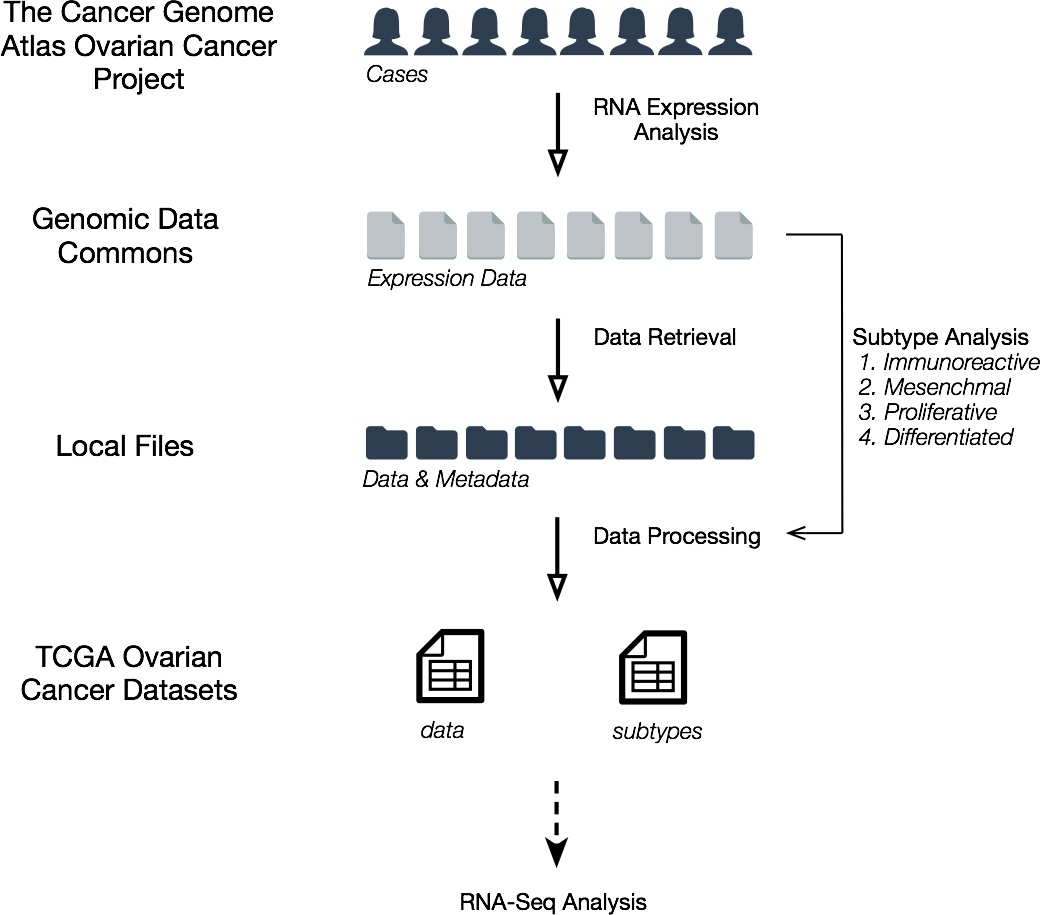 The Cancer Genome
Atlas Ovarian Cancer
Project
Cases
RNA Expression
Analysis
Genomic Data
Commons
Expression Data
Data Retrieval
Subtype Analysis
1. Immunoreactive
2. Mesenchmal
3. Proliferative
4. Differentiated
Local Files
Data & Metadata
Data Processing
TCGA Ovarian
Cancer Datasets
data
subtypes
RNA-Seq Analysis